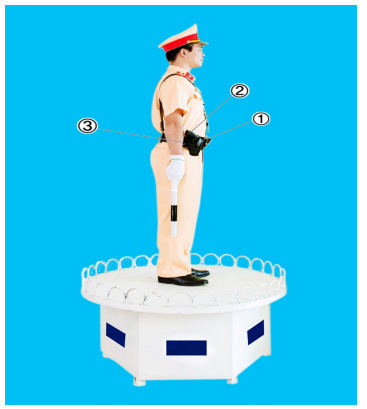 ②
①
③